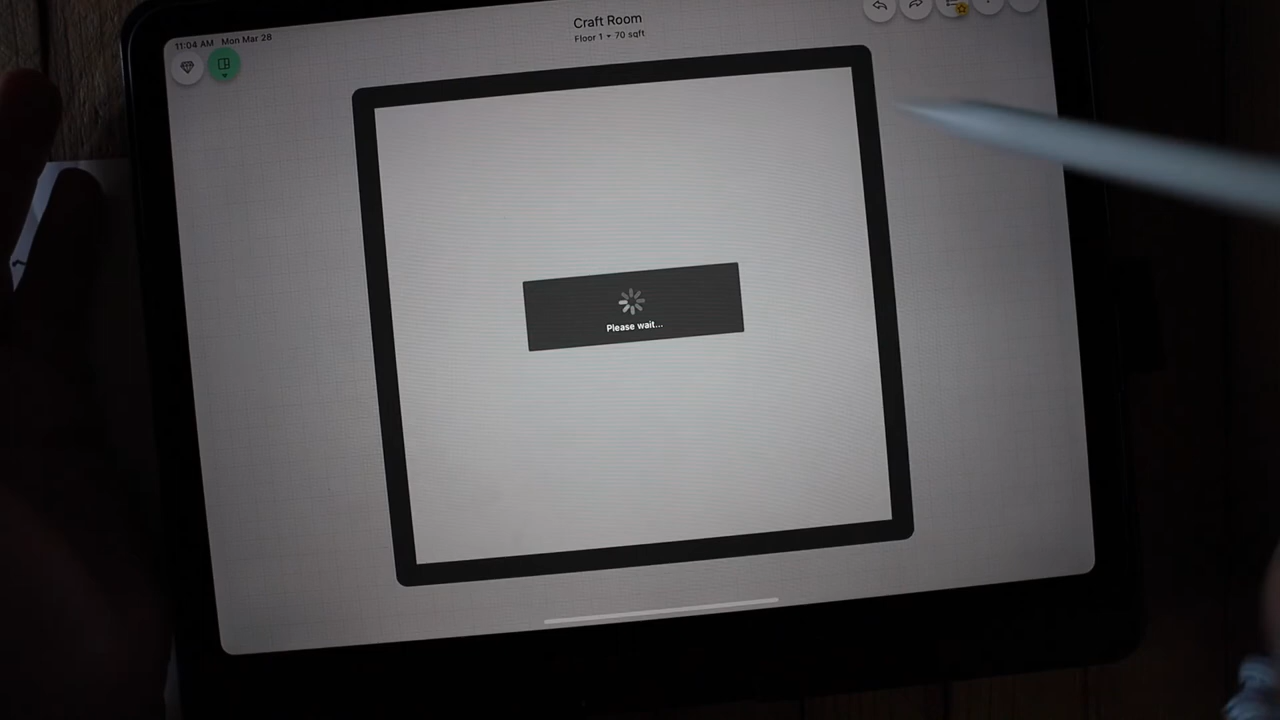 Craft Room
11:04 AM Mon Mar 28
Floor 1 ▾ 70 sqft
Please wait...